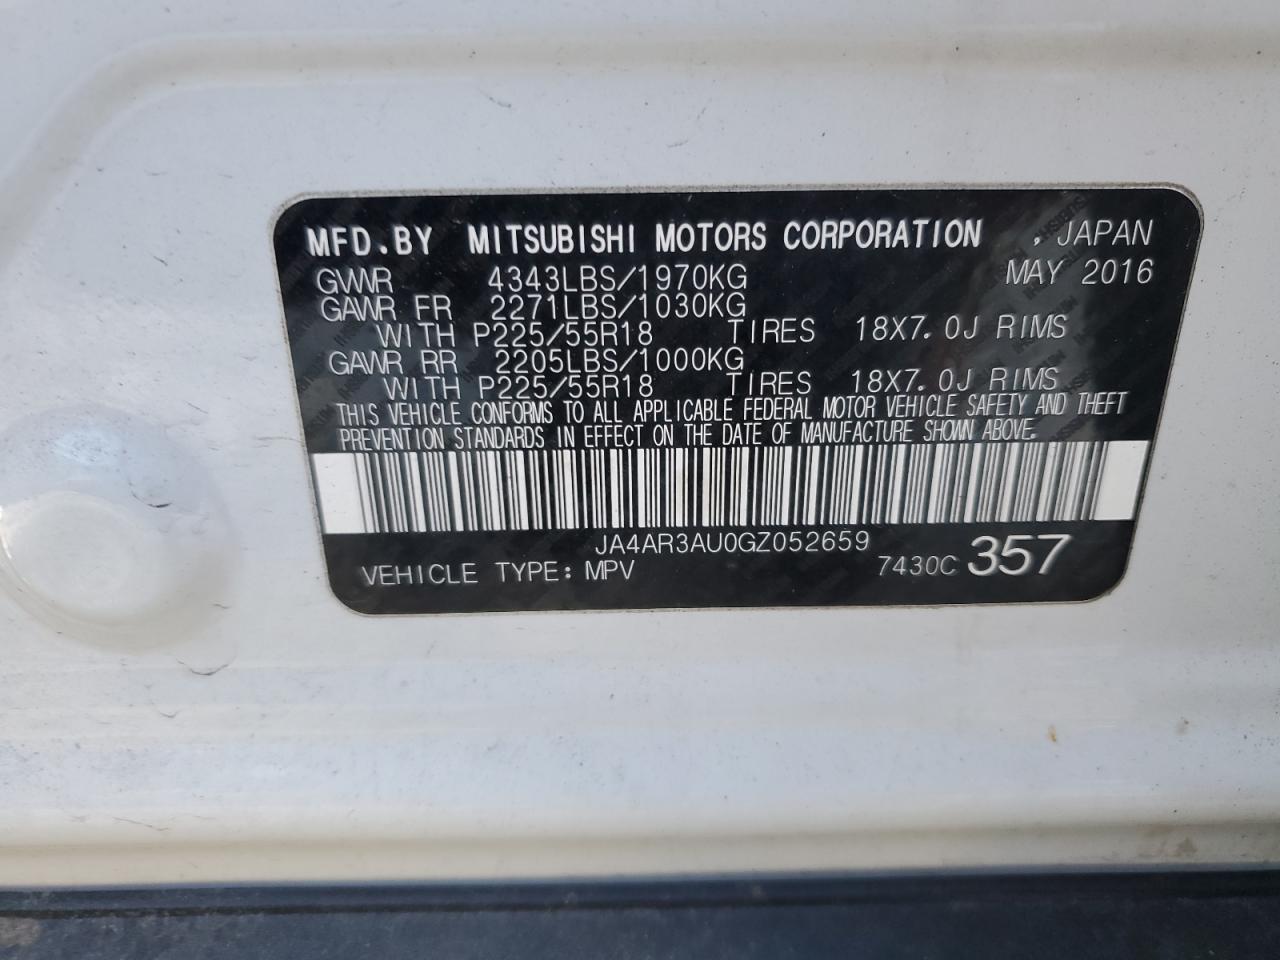 MFD.BY MITSUBISHI MOTORS CORPORATION , JAPAN
GVWR 4343LBS/1970KG MAY 2016
GAWR FR 2271LBS/1030KG
WITH P225/55R18 TIRES 18X7.0J RIMS
GAWR RR 2205LBS/1000KG
WITH P225/55R18 TIRES 18X7.0J RIMS
THIS VEHICLE CONFORMS TO ALL APPLICABLE FEDERAL MOTOR VEHICLE SAFETY AND THEFT
PREVENTION STANDARDS IN EFFECT ON THE DATE OF MANUFACTURE SHOWN ABOVE.
JA4AR3AU0GZ052659
VEHICLE TYPE: MPV 7430C 357